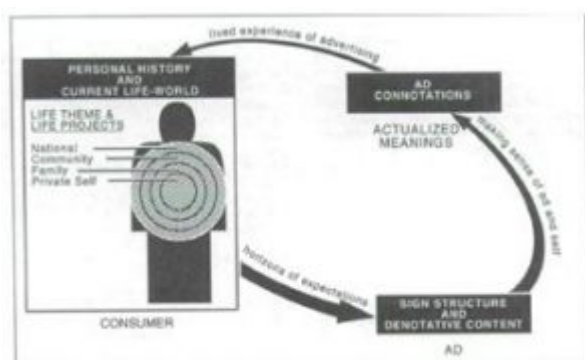 lived experience of advertising
PERSONAL HISTORY
AND
CURRENT LIFE-WORLD
LIFE THEME &
LIFE PROJECTS
National
Community
Family
Private Self
CONSUMER
AD
CONNOTATIONS
ACTUALIZED
MEANINGS
making sense of ad and self
horizons of expectations
SIGN STRUCTURE
AND
DENOTATIVE CONTENT
AD